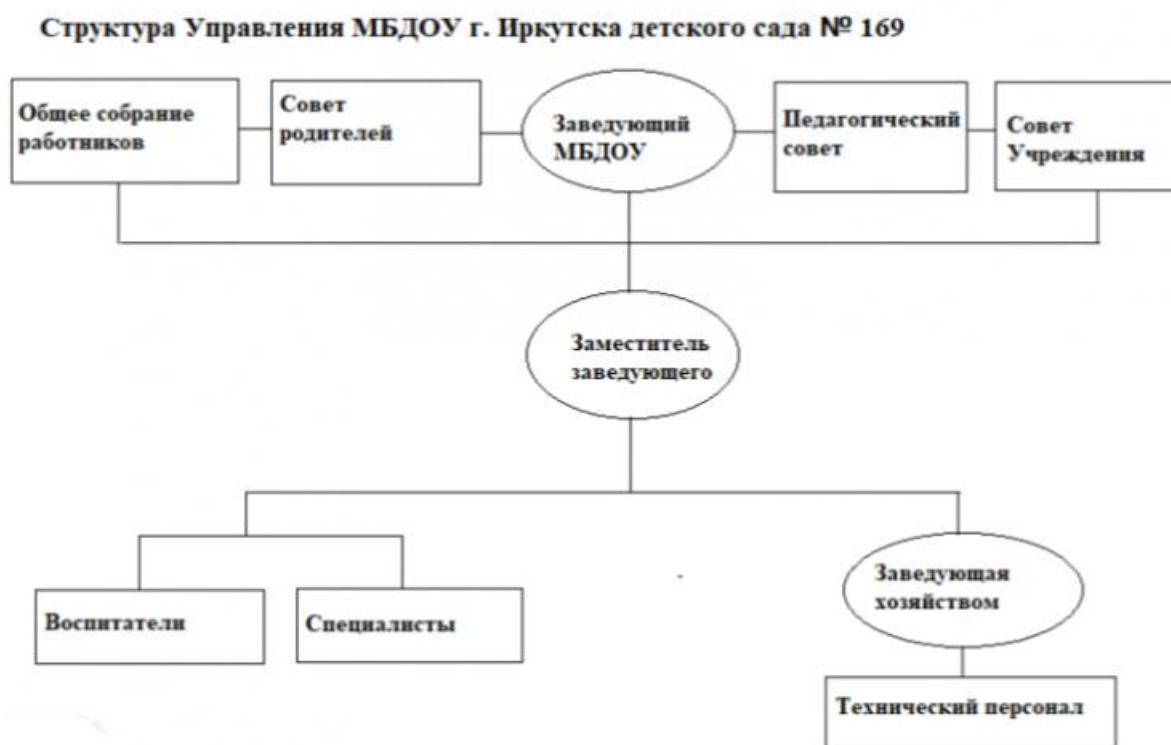 Структура Управления МБДОУ г. Иркутска детского сада № 169
Общее собрание
работников
Совет
родителей
Заведующий
МБДОУ
Педагогический
совет
Совет
Учреждения
Заместитель
заведующего
Воспитатели
Специалисты
Заведующая
хозяйством
Технический персонал